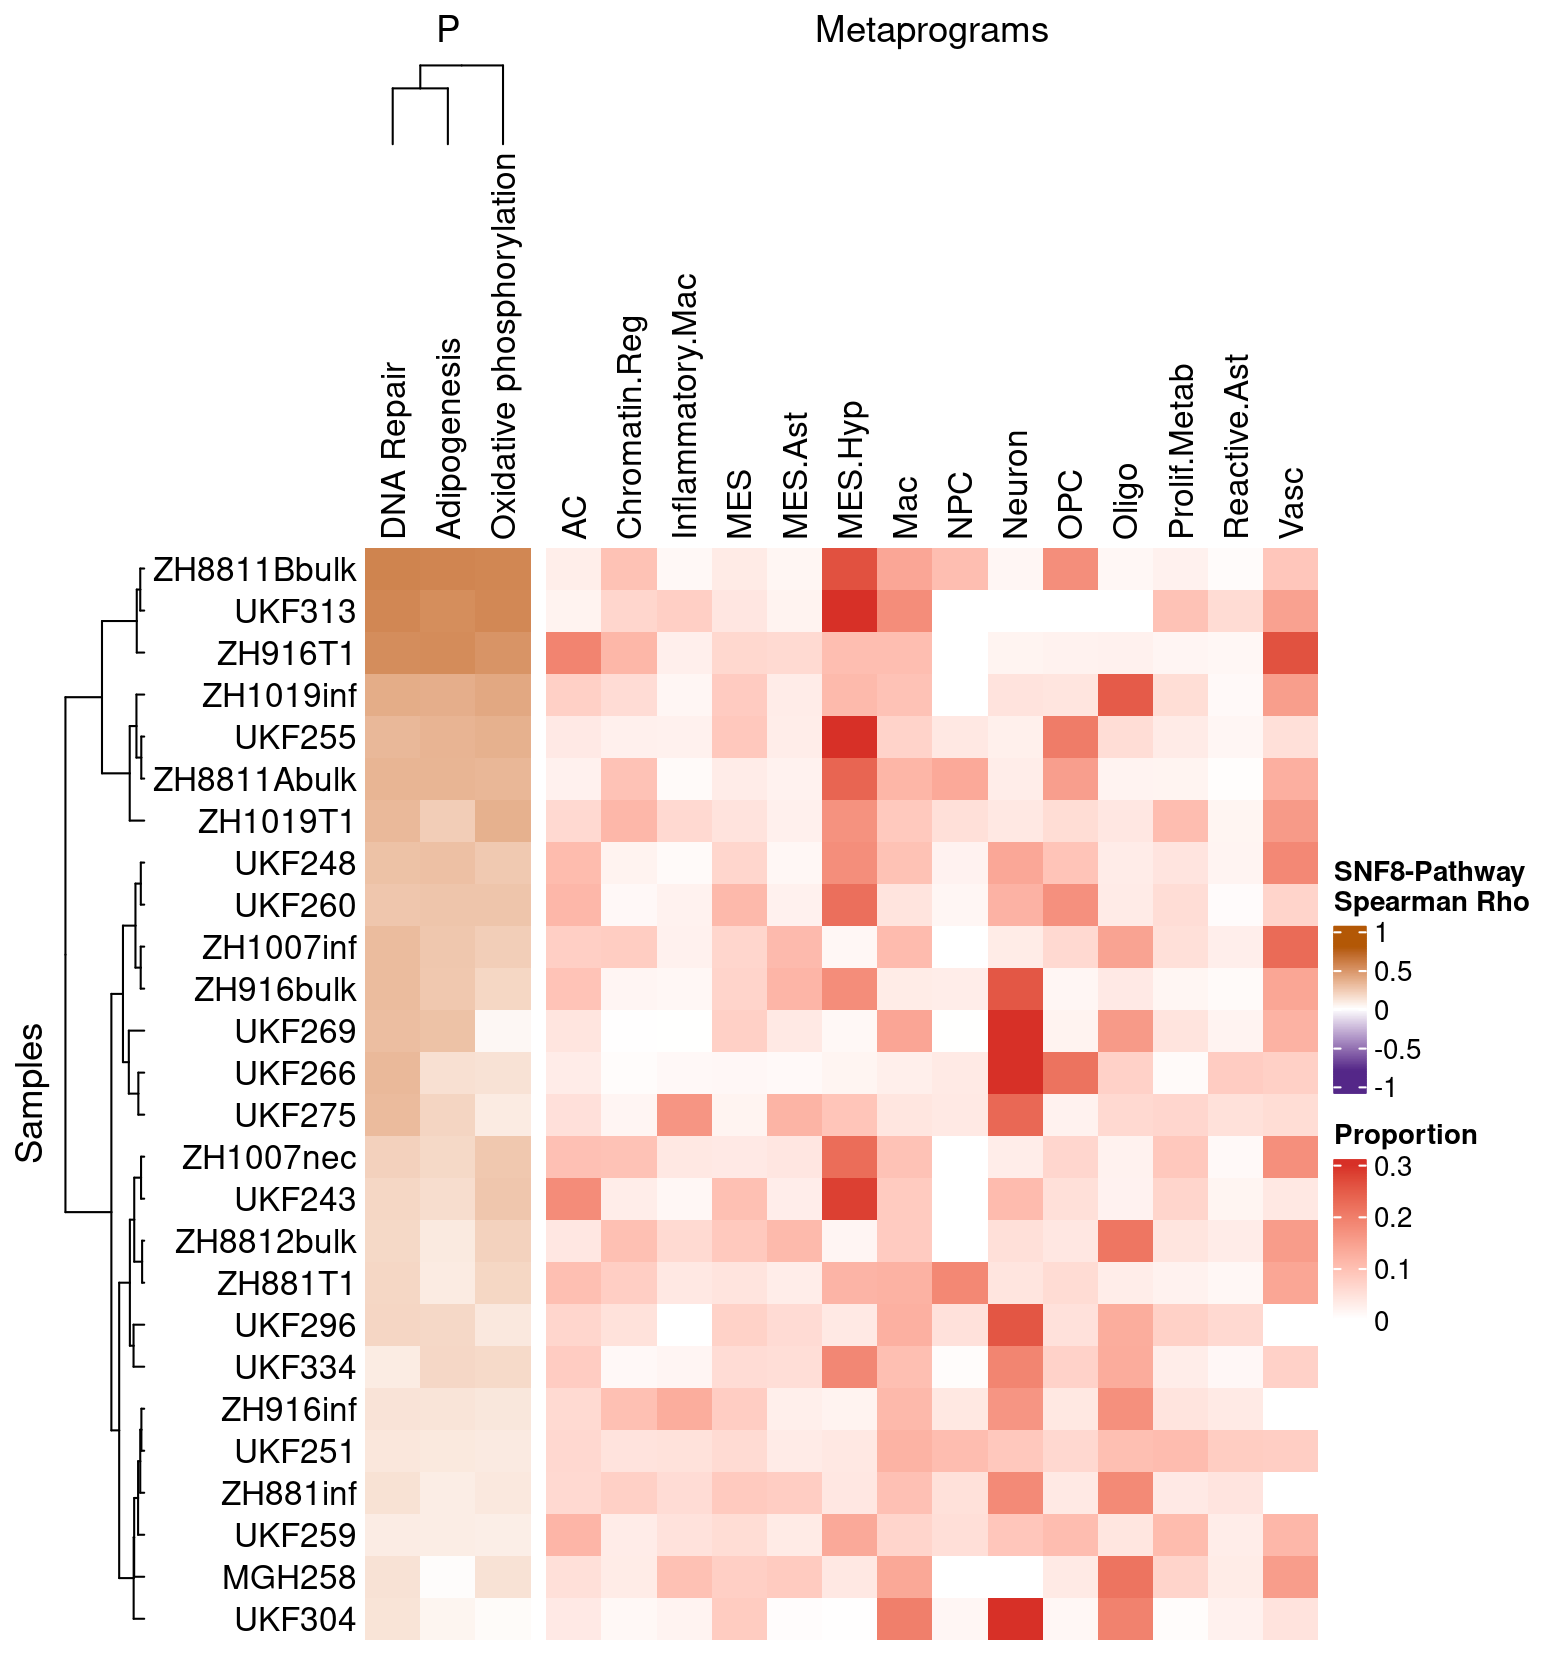 P
Metaprograms
DNA Repair
Adipogenesis
Oxidative phosphorylation
AC
Chromatin.Reg
Inflammatory.Mac
MES
MES.Ast
MES.Hyp
Mac
NPC
Neuron
OPC
Oligo
Prolif.Metab
Reactive.Ast
Vasc
Samples
ZH8811Bbulk
UKF313
ZH916T1
ZH1019inf
UKF255
ZH8811Abulk
ZH1019T1
UKF248
UKF260
ZH1007inf
ZH916bulk
UKF269
UKF266
UKF275
ZH1007nec
UKF243
ZH8812bulk
ZH881T1
UKF296
UKF334
ZH916inf
UKF251
ZH881inf
UKF259
MGH258
UKF304
SNF8-Pathway
Spearman Rho
1
0.5
0
-0.5
-1
Proportion
0.3
0.2
0.1
0